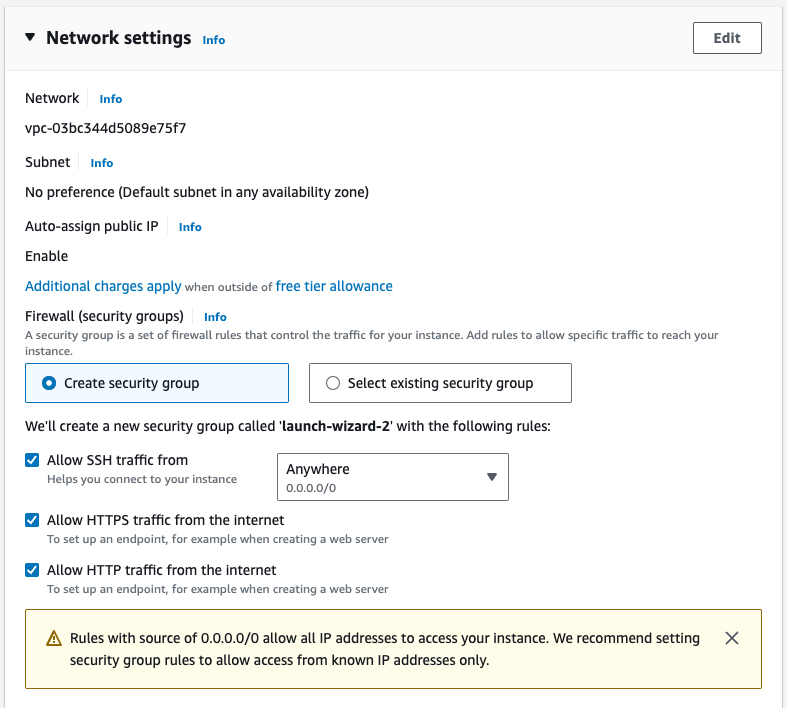 Network settings Info
Edit
Network Info
vpc-03bc344d5089e75f7
Subnet Info
No preference (Default subnet in any availability zone)
Auto-assign public IP Info
Enable
Additional charges apply when outside of free tier allowance
Firewall (security groups) Info
A security group is a set of firewall rules that control the traffic for your instance. Add rules to allow specific traffic to reach your
instance.
Create security group
Select existing security group
We'll create a new security group called 'launch-wizard-2' with the following rules:
Allow SSH traffic from
Helps you connect to your instance
Anywhere
0.0.0.0/0
Allow HTTPS traffic from the internet
To set up an endpoint, for example when creating a web server
Allow HTTP traffic from the internet
To set up an endpoint, for example when creating a web server
Rules with source of 0.0.0.0/0 allow all IP addresses to access your instance. We recommend setting
security group rules to allow access from known IP addresses only.